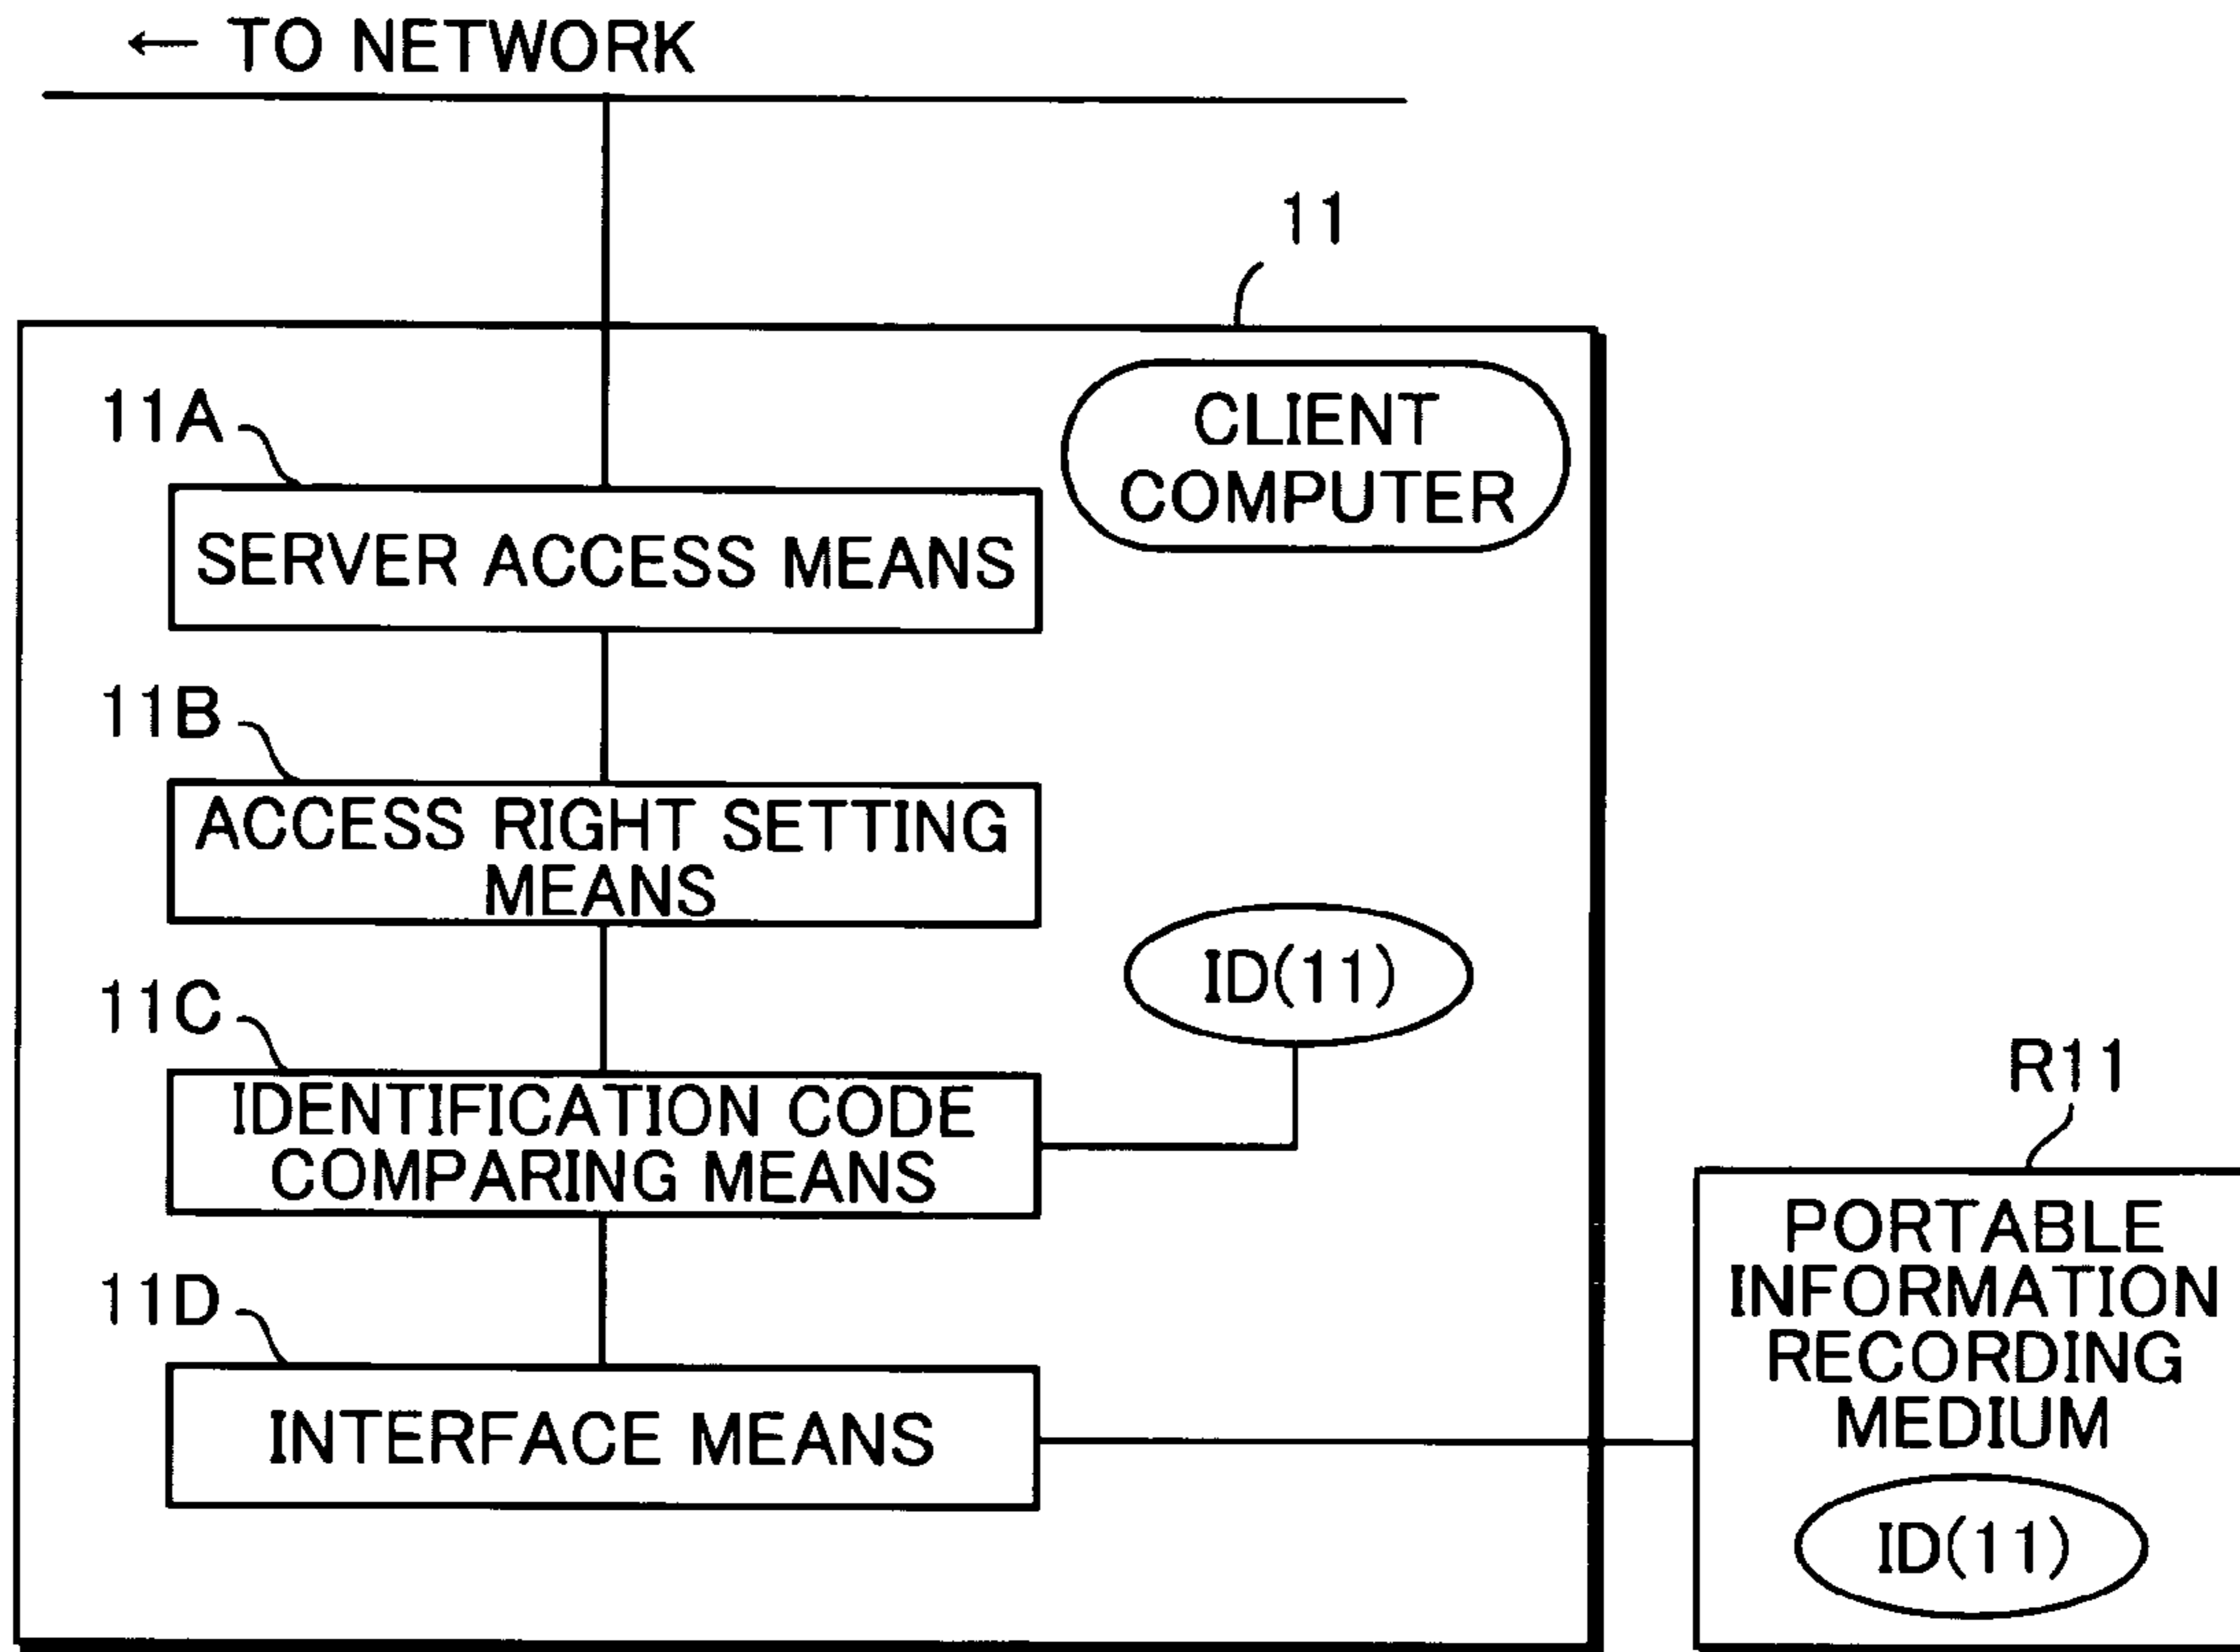 ← TO NETWORK
11
CLIENT
COMPUTER
11A
SERVER ACCESS MEANS
11B
ACCESS RIGHT SETTING
MEANS
ID(11)
11C
IDENTIFICATION CODE
COMPARING MEANS
11D
INTERFACE MEANS
R11
PORTABLE
INFORMATION
RECORDING
MEDIUM
ID(11)